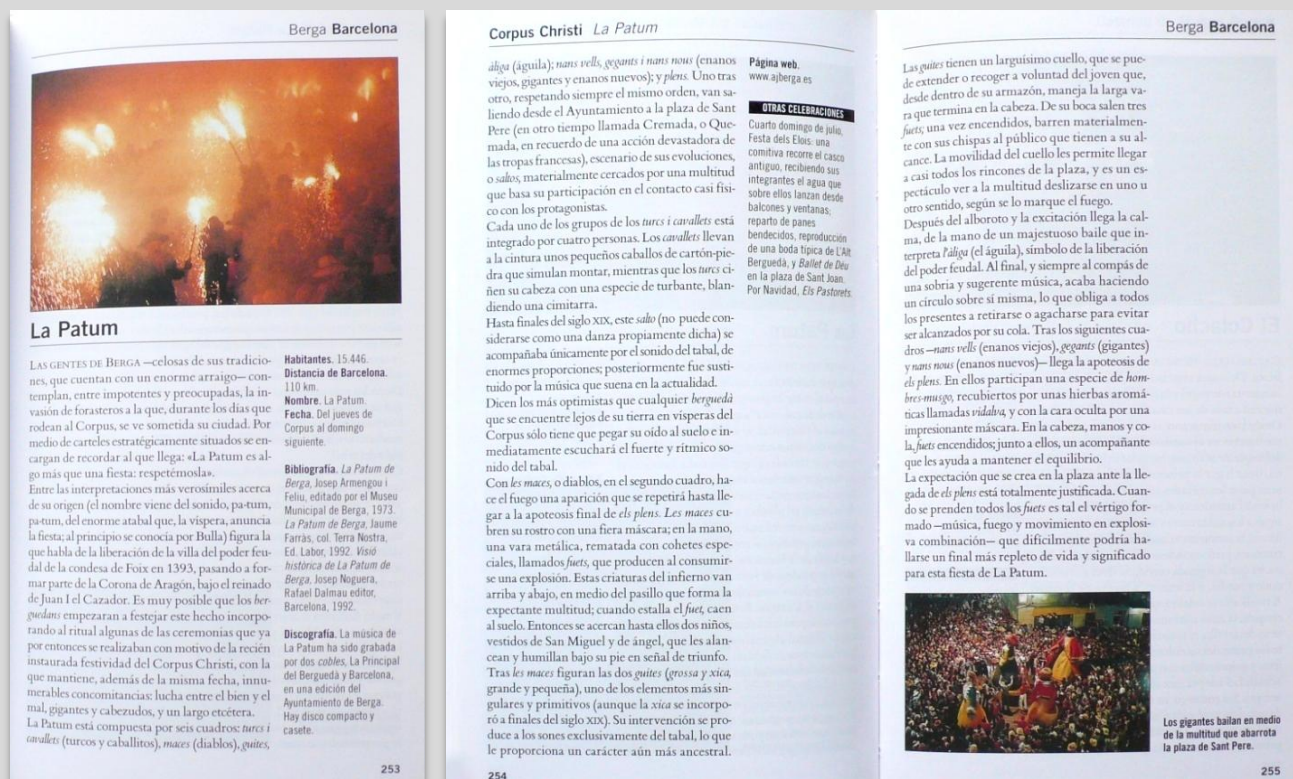 Berga Barcelona
La Patum
LAS GENTES DE BERGA —celosas de sus tradicio-
nes, que cuentan con un enorme arraigo— con-
templan, entre impotentes y preocupadas, la in-
vasión de forasteros a la que, durante los días que
rodean al Corpus, se ve sometida su ciudad. Por
medio de carteles estratégicamente situados se en-
cargan de recordar al que llega: «La Patum es al-
go más que una fiesta: respetémosla».
Entre las interpretaciones más verosímiles acerca
de su origen (el nombre viene del sonido, pa-tum,
pa-tum, del enorme atabal que, la víspera, anuncia
la fiesta; al principio se conocía por Bulla) figura la
que habla de la liberación de la villa del poder feu-
dal de la condesa de Foix en 1393, pasando a for-
mar parte de la Corona de Aragón, bajo el reinado
de Juan I el Cazador. Es muy posible que los ber-
guedans empezaran a festejar este hecho incorpo-
rando al ritual algunas de las ceremonias que ya
por entonces se realizaban con motivo de la recién
instaurada festividad del Corpus Christi, con la
que mantiene, además de la misma fecha, innu-
merables concomitancias: lucha entre el bien y el
mal, gigantes y cabezudos, y un largo etcétera.
La Patum está compuesta por seis cuadros: turcs i
cavallets (turcos y caballitos), maces (diablos), guites,
Habitantes. 15.446.
Distancia de Barcelona.
110 km.
Nombre. La Patum.
Fecha. Del jueves de
Corpus al domingo
siguiente.
Bibliografía. La Patum de
Berga, Josep Armengou i
Feliu, editado por el Museu
Municipal de Berga, 1973.
La Patum de Berga, Jaume
Farràs, col. Terra Nostra,
Ed. Labor, 1992. Visió
històrica de La Patum de
Berga, Josep Noguera,
Rafael Dalmau editor,
Barcelona, 1992.
Discografía. La música de
La Patum ha sido grabada
por dos cobles, La Principal
del Berguedà y Barcelona,
en una edición del
Ayuntamiento de Berga.
Hay disco compacto y
casete.
253
Corpus Christi La Patum
àliga (águila); nans vells, gegants i nans nous (enanos
viejos, gigantes y enanos nuevos); y plens. Uno tras
otro, respetando siempre el mismo orden, van sa-
liendo desde el Ayuntamiento a la plaza de Sant
Pere (en otro tiempo llamada Cremada, o Que-
mada, en recuerdo de una acción devastadora de
las tropas francesas), escenario de sus evoluciones,
o saltos, materialmente cercados por una multitud
que basa su participación en el contacto casi físi-
co con los protagonistas.
Cada uno de los grupos de los turcs i cavallets está
integrado por cuatro personas. Los cavallets llevan
a la cintura unos pequeños caballos de cartón-pie-
dra que simulan montar, mientras que los turcs ci-
ñen su cabeza con una especie de turbante, blan-
diendo una cimitarra.
Hasta finales del siglo XIX, este salto (no puede con-
siderarse como una danza propiamente dicha) se
acompañaba únicamente por el sonido del tabal, de
enormes proporciones; posteriormente fue susti-
tuido por la música que suena en la actualidad.
Dicen los más optimistas que cualquier berguedà
que se encuentre lejos de su tierra en vísperas del
Corpus sólo tiene que pegar su oído al suelo e in-
mediatamente escuchará el fuerte y rítmico so-
nido del tabal.
Con les maces, o diablos, en el segundo cuadro, ha-
ce el fuego una aparición que se repetirá hasta lle-
gar a la apoteosis final de els plens. Les maces cu-
bren su rostro con una fiera máscara; en la mano,
una vara metálica, rematada con cohetes espe-
ciales, llamados fuets, que producen al consumir-
se una explosión. Estas criaturas del infierno van
arriba y abajo, en medio del pasillo que forma la
expectante multitud; cuando estalla el fuet, caen
al suelo. Entonces se acercan hasta ellos dos niños,
vestidos de San Miguel y de ángel, que les alan-
cean y humillan bajo su pie en señal de triunfo.
Tras les maces figuran las dos guites (grossa y xica,
grande y pequeña), uno de los elementos más sin-
gulares y primitivos (aunque la xica se incorpo-
ró a finales del siglo XIX). Su intervención se pro-
duce a los sones exclusivamente del tabal, lo que
le proporciona un carácter aún más ancestral.
Página web.
www.ajberga.es
OTRAS CELEBRACIONES
Cuarto domingo de julio,
Festa dels Elois: una
comitiva recorre el casco
antiguo, recibiendo sus
integrantes el agua que
sobre ellos lanzan desde
balcones y ventanas;
reparto de panes
bendecidos, reproducción
de una boda típica de L'Alt
Berguedà, y Ballet de Déu
en la plaza de Sant Joan.
Por Navidad, Els Pastorets.
254
Berga Barcelona
Las guites tienen un larguísimo cuello, que se pue-
de extender o recoger a voluntad del joven que,
desde dentro de su armazón, maneja la larga va-
ra que termina en la cabeza. De su boca salen tres
fuets; una vez encendidos, barren materialmen-
te con sus chispas al público que tienen a su al-
cance. La movilidad del cuello les permite llegar
a casi todos los rincones de la plaza, y es un es-
pectáculo ver a la multitud deslizarse en uno u
otro sentido, según se lo marque el fuego.
Después del alboroto y la excitación llega la cal-
ma, de la mano de un majestuoso baile que in-
terpreta l'àliga (el águila), símbolo de la liberación
del poder feudal. Al final, y siempre al compás de
una sobria y sugerente música, acaba haciendo
un círculo sobre sí misma, lo que obliga a todos
los presentes a retirarse o agacharse para evitar
ser alcanzados por su cola. Tras los siguientes cua-
dros —nans vells (enanos viejos), gegants (gigantes)
y nans nous (enanos nuevos)— llega la apoteosis de
els plens. En ellos participan una especie de hom-
bres-musgo, recubiertos por unas hierbas aromá-
ticas llamadas vidalva, y con la cara oculta por una
impresionante máscara. En la cabeza, manos y co-
la, fuets encendidos; junto a ellos, un acompañante
que les ayuda a mantener el equilibrio.
La expectación que se crea en la plaza ante la lle-
gada de els plens está totalmente justificada. Cuan-
do se prenden todos los fuets es tal el vértigo for-
mado —música, fuego y movimiento en explosi-
va combinación— que difícilmente podría ha-
llarse un final más repleto de vida y significado
para esta fiesta de La Patum.
Los gigantes bailan en medio
de la multitud que abarrota
la plaza de Sant Pere.
255